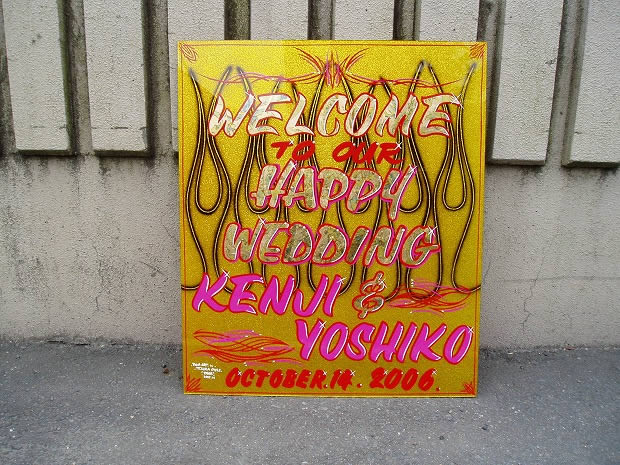 WELCOME
TO OUR
HAPPY
WEDDING
KENJI &
YOSHIKO
OCTOBER.14.2006.